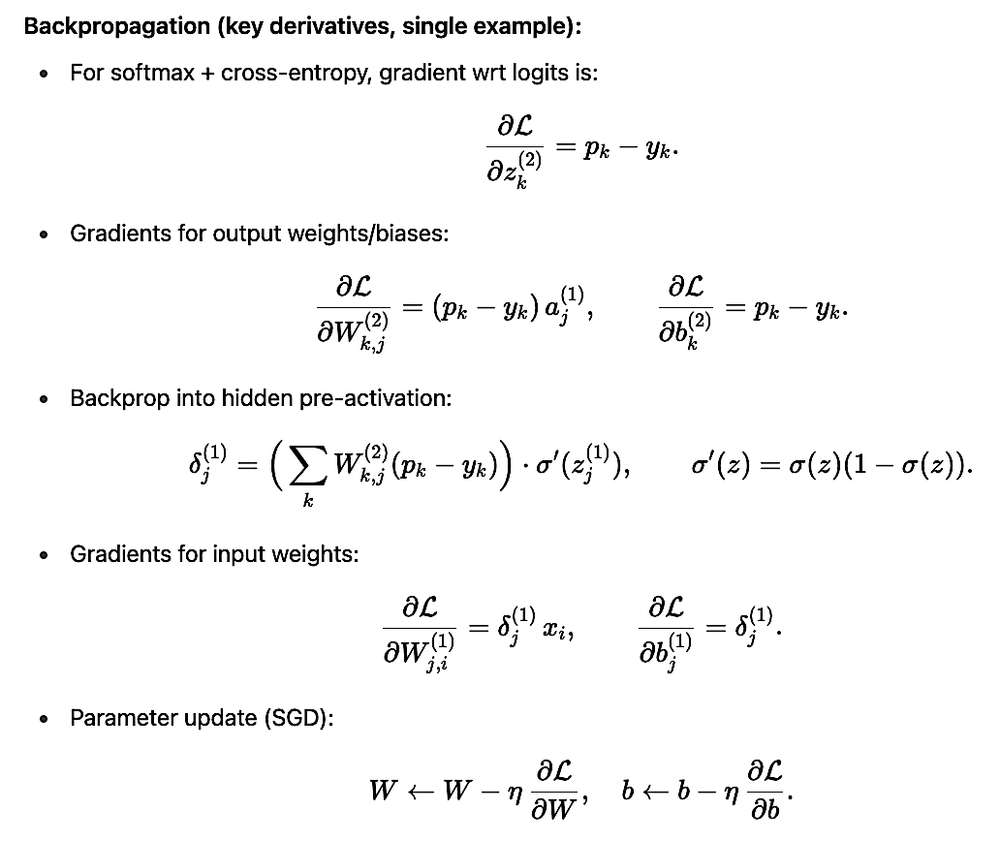 Backpropagation (key derivatives, single example):
• For softmax + cross-entropy, gradient wrt logits is:
$$\frac{\partial \mathcal{L}}{\partial z_k^{(2)}} = p_k - y_k.$$
• Gradients for output weights/biases:
$$\frac{\partial \mathcal{L}}{\partial W_{k,j}^{(2)}} = (p_k - y_k)\, a_j^{(1)}, \qquad \frac{\partial \mathcal{L}}{\partial b_k^{(2)}} = p_k - y_k.$$
• Backprop into hidden pre-activation:
$$\delta_j^{(1)} = \left( \sum_k W_{k,j}^{(2)} (p_k - y_k) \right) \cdot \sigma'(z_j^{(1)}), \qquad \sigma'(z) = \sigma(z)(1 - \sigma(z)).$$
• Gradients for input weights:
$$\frac{\partial \mathcal{L}}{\partial W_{j,i}^{(1)}} = \delta_j^{(1)}\, x_i, \qquad \frac{\partial \mathcal{L}}{\partial b_j^{(1)}} = \delta_j^{(1)}.$$
• Parameter update (SGD):
$$W \leftarrow W - \eta \frac{\partial \mathcal{L}}{\partial W}, \quad b \leftarrow b - \eta \frac{\partial \mathcal{L}}{\partial b}.$$